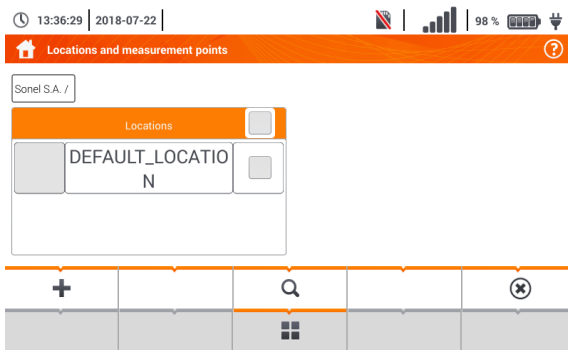 13:36:29 2018-07-22 98 %
Locations and measurement points ?
Sonel S.A. /
Locations
DEFAULT_LOCATIO
N